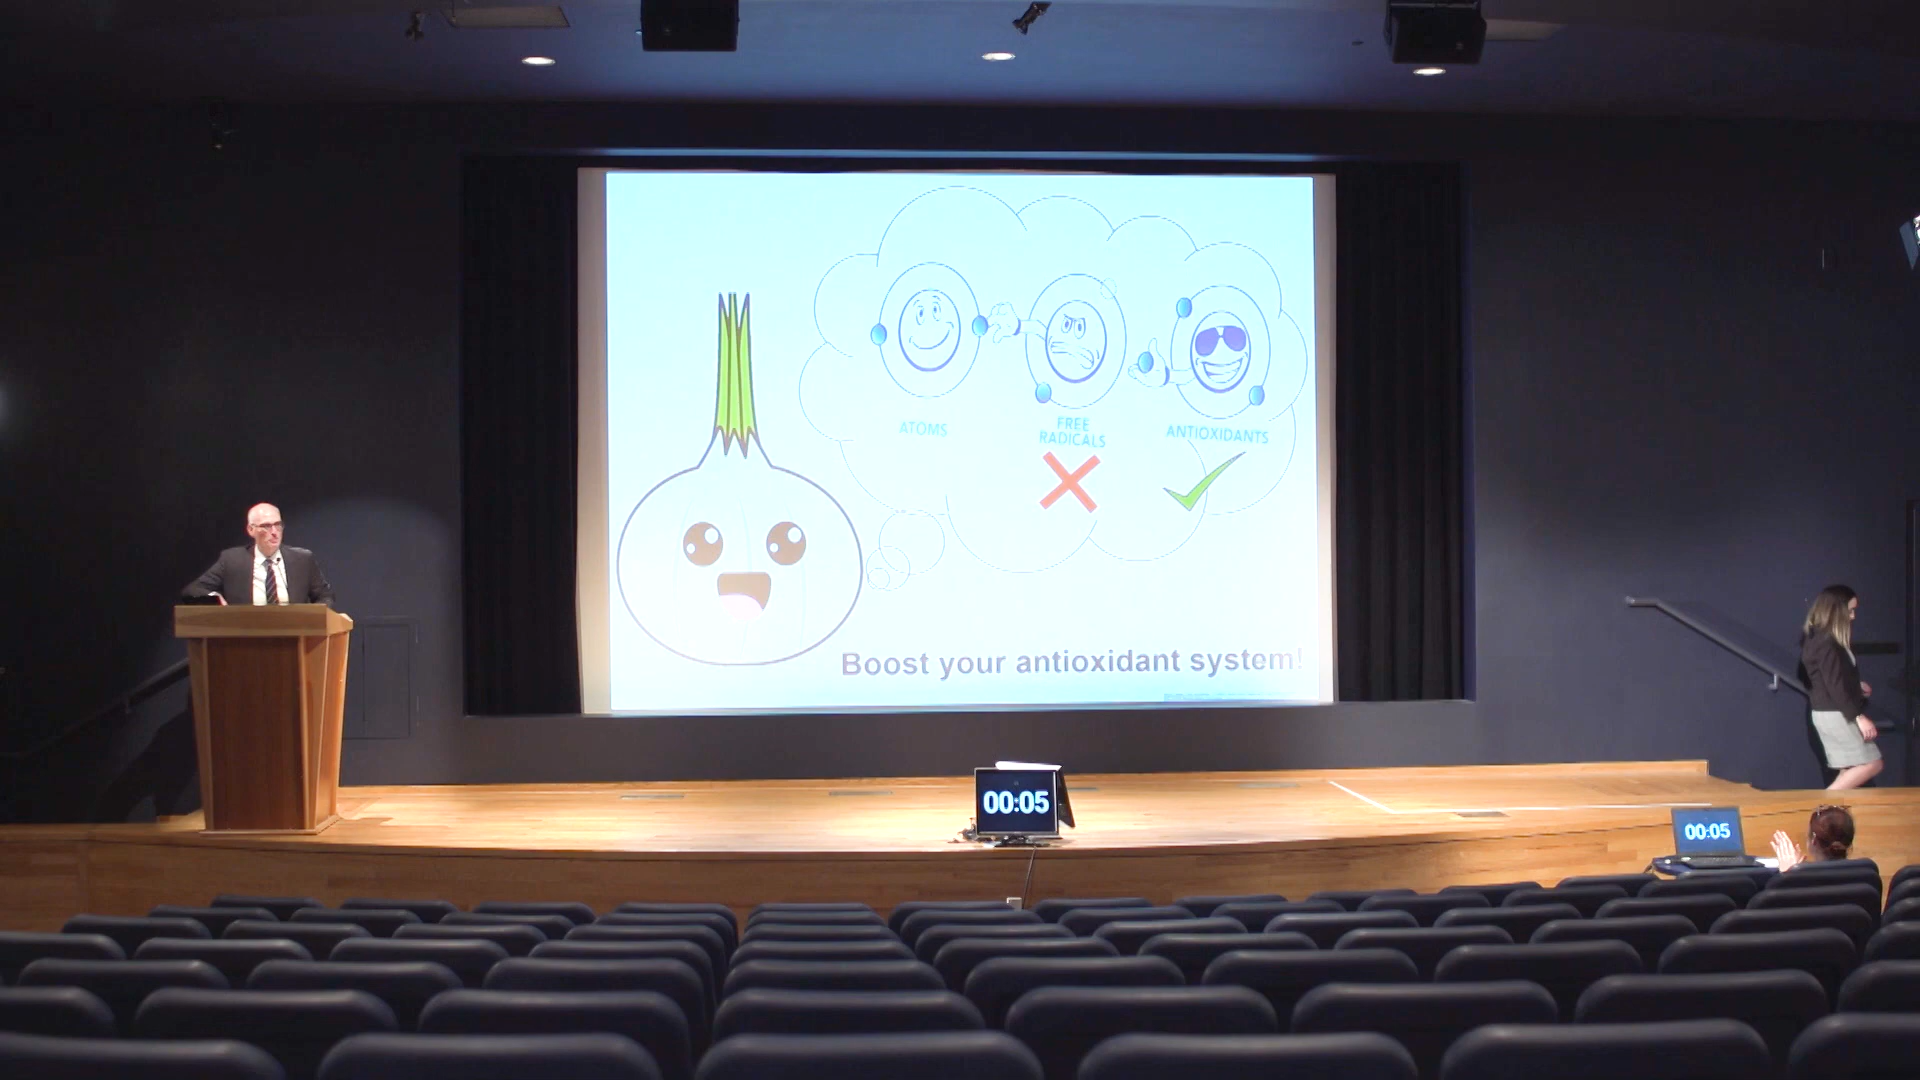 ATOMS
FREE
RADICALS
ANTIOXIDANTS
Boost your antioxidant system!
00:05
00:05